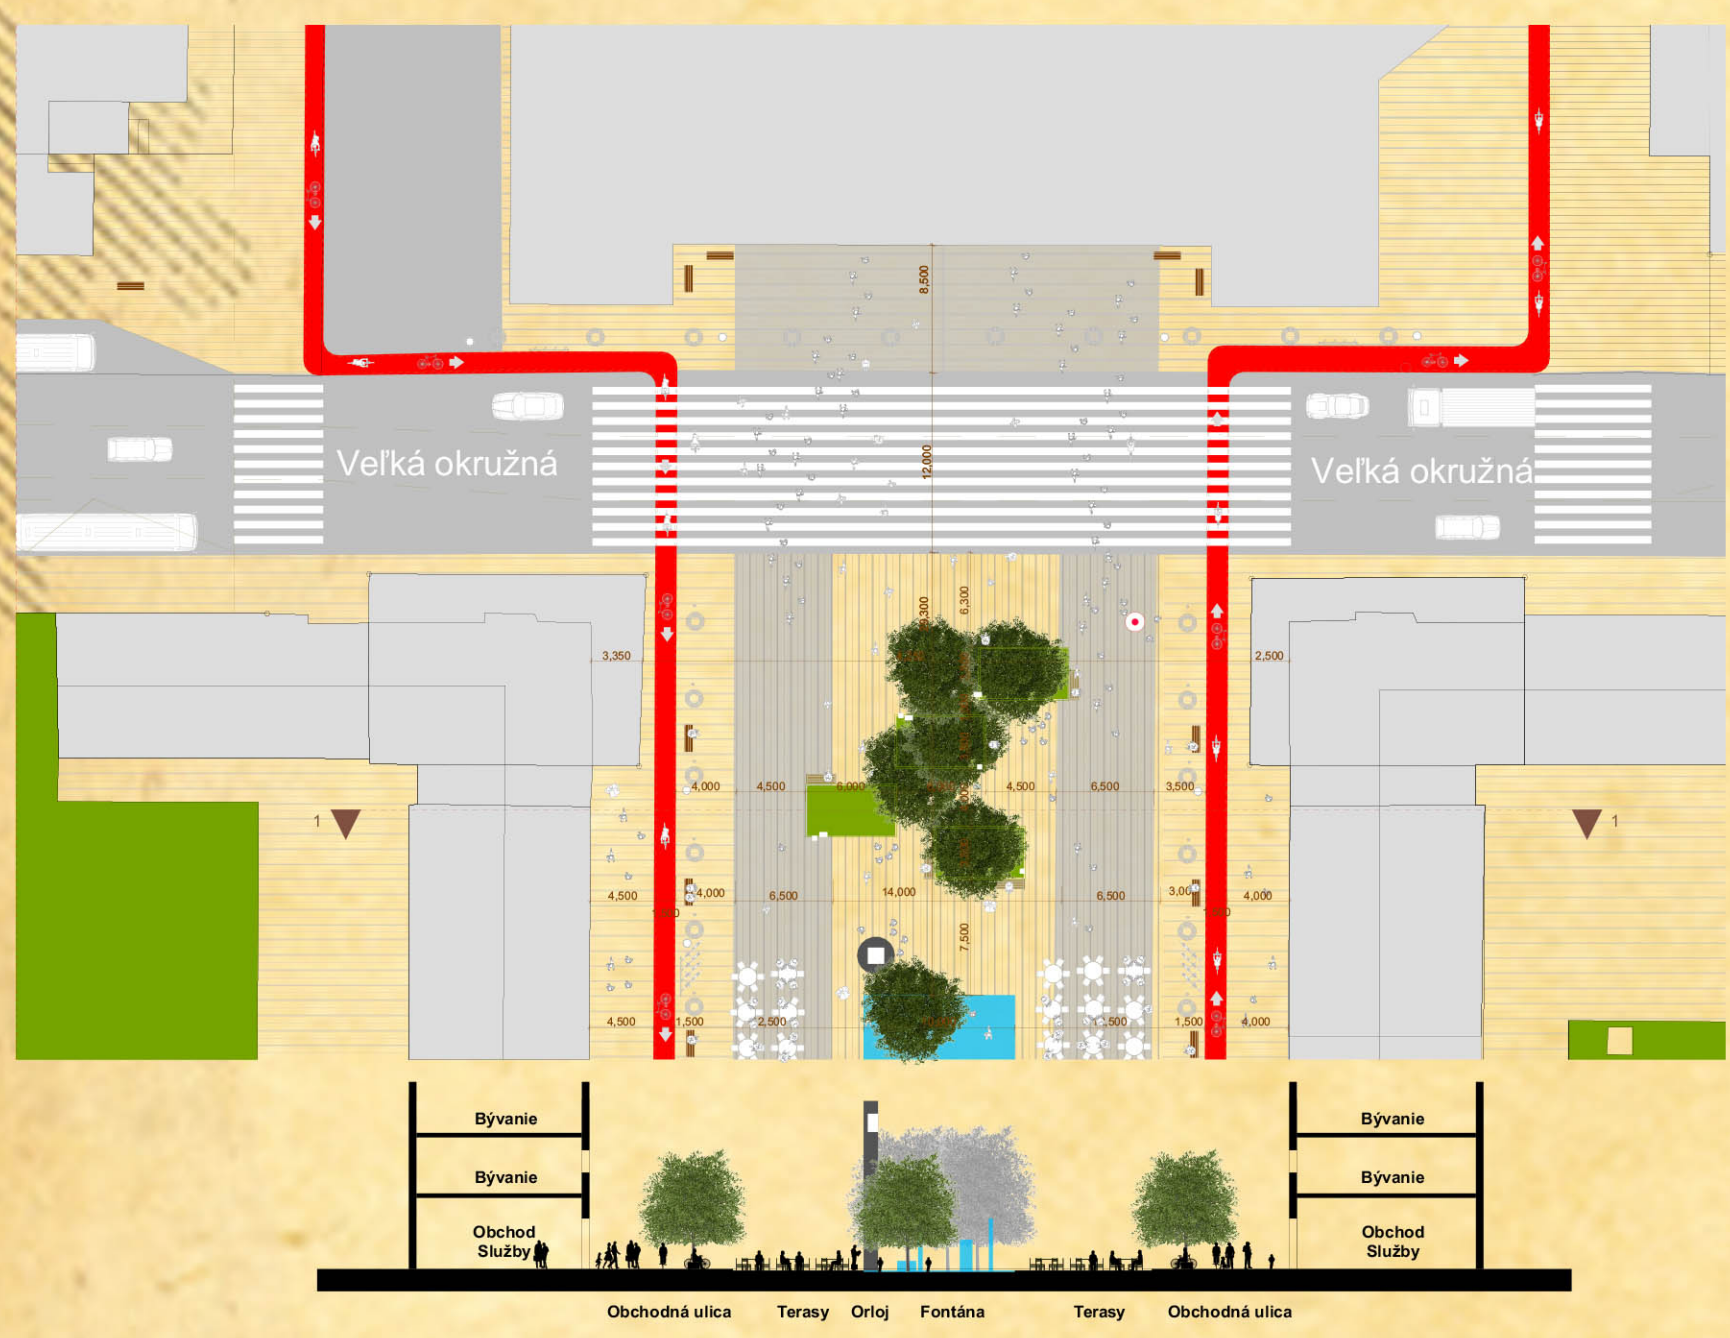 8,500
Veľká okružná
12,000
Veľká okružná
6,300
3,350
2,500
4,000
4,500
6,000
4,500
6,500
3,500
1
1
4,500
4,000
6,500
14,000
6,500
4,000
7,500
4,500
1,500
2,500
1,500
4,000
Bývanie
Bývanie
Bývanie
Bývanie
Obchod
Služby
Obchod
Služby
Obchodná ulica
Terasy
Orloj
Fontána
Terasy
Obchodná ulica